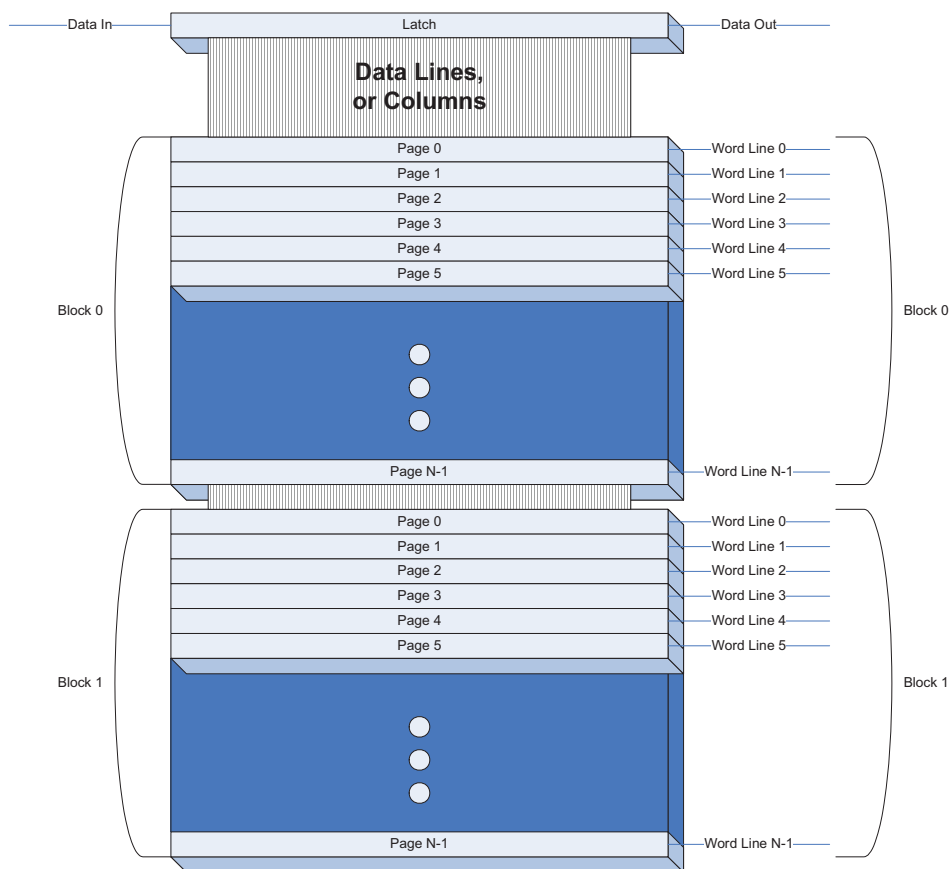 Data In Latch Data Out
Data Lines,
or Columns
Page 0 Word Line 0
Page 1 Word Line 1
Page 2 Word Line 2
Page 3 Word Line 3
Page 4 Word Line 4
Page 5 Word Line 5
Block 0 Block 0
Page N-1 Word Line N-1
Page 0 Word Line 0
Page 1 Word Line 1
Page 2 Word Line 2
Page 3 Word Line 3
Page 4 Word Line 4
Page 5 Word Line 5
Block 1 Block 1
Page N-1 Word Line N-1